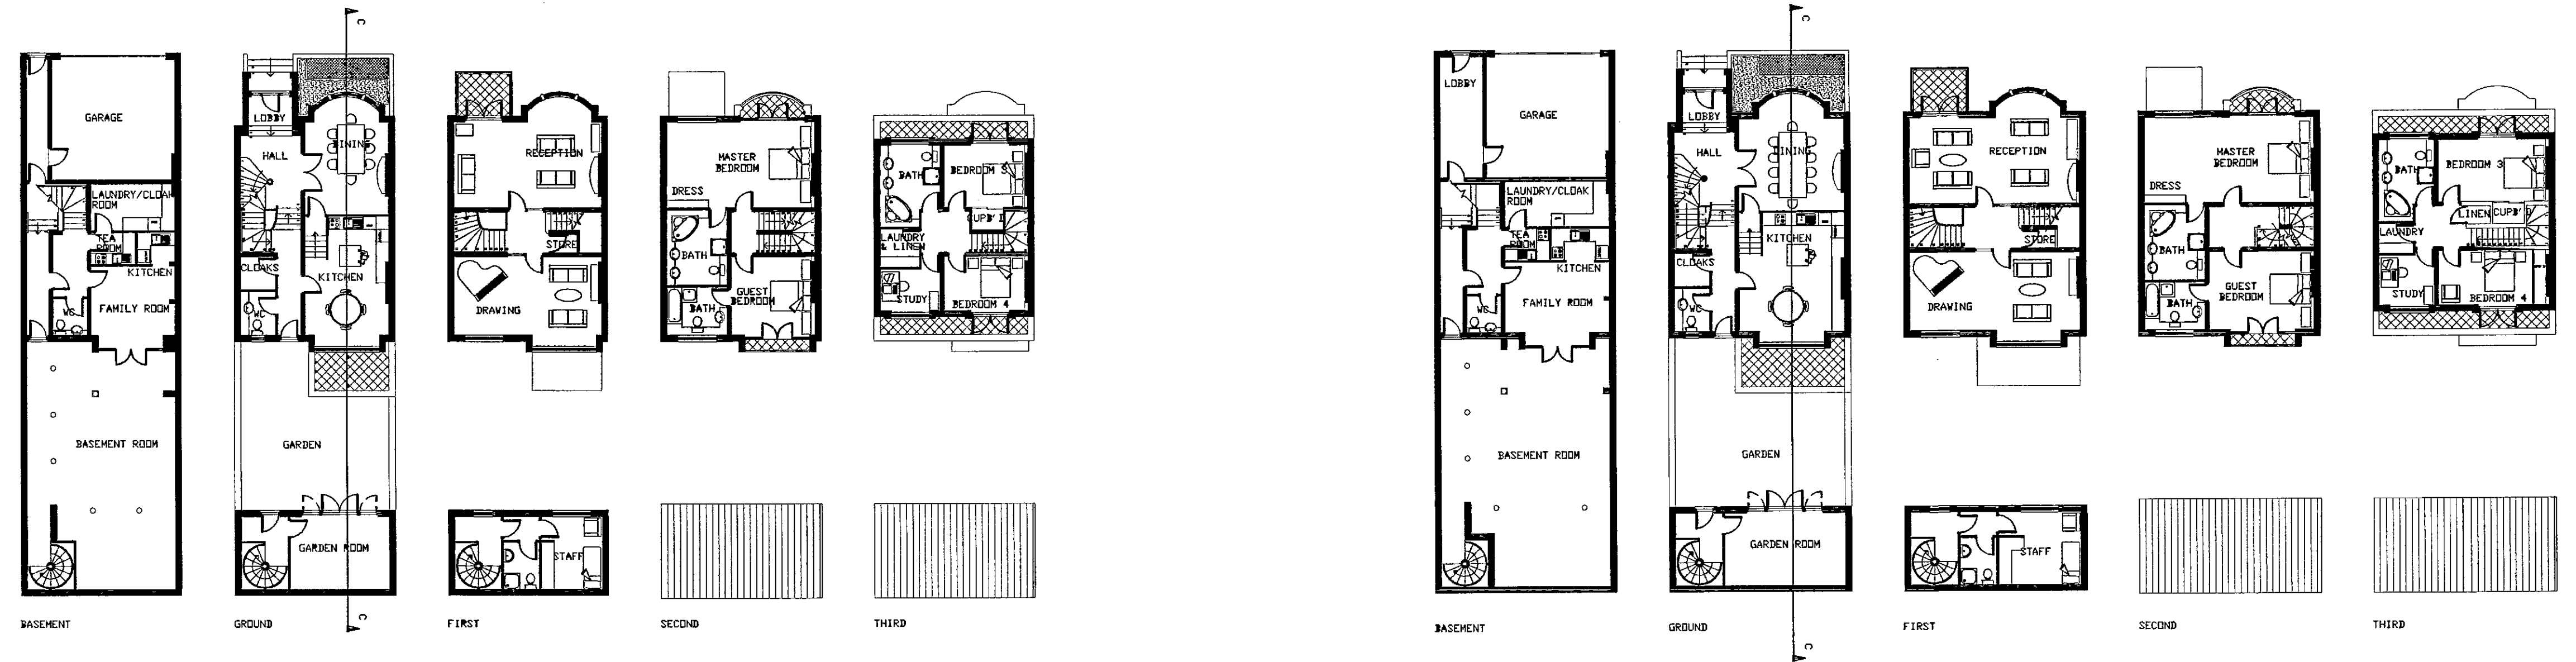 C
GARAGE
LAUNDRY/CLOAK
ROOM
TEA
ROOM
KITCHEN
WC
FAMILY ROOM
BASEMENT ROOM
BASEMENT
LOBBY
DINING
HALL
CLOAKS
KITCHEN
WC
GARDEN
GARDEN ROOM
C
GROUND
RECEPTION
STORE
DRAWING
STAFF
FIRST
MASTER
BEDROOM
DRESS
BATH
GUEST
BEDROOM
BATH
SECOND
BATH
BEDROOM 3
CUPB'D
LAUNDRY
& LINEN
STUDY
BEDROOM 4
THIRD
C
LOBBY
GARAGE
LAUNDRY/CLOAK
ROOM
TEA
ROOM
KITCHEN
WC
FAMILY ROOM
BASEMENT ROOM
BASEMENT
LOBBY
DINING
HALL
KITCHEN
CLOAKS
WC
GARDEN
GARDEN ROOM
C
GROUND
RECEPTION
STORE
DRAWING
STAFF
FIRST
MASTER
BEDROOM
DRESS
BATH
GUEST
BEDROOM
BATH
SECOND
BATH
BEDROOM 3
LINEN
CUPB'D
LAUNDRY
STUDY
BEDROOM 4
THIRD